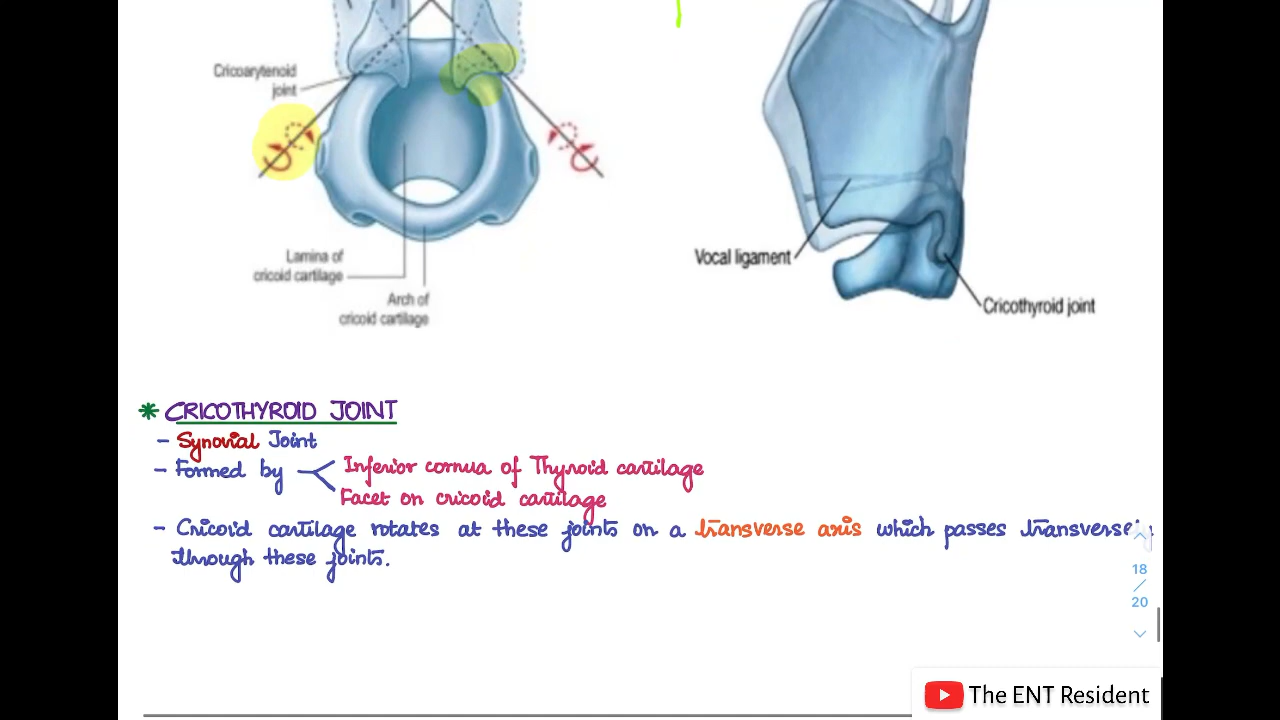 Cricoarytenoid
joint
Lamina of
cricoid cartilage
Arch of
cricoid cartilage
Vocal ligament
Cricothyroid joint
* CRICOTHYROID JOINT
- Synovial Joint
- Formed by
Inferior cornua of Thyroid cartilage
Facet on cricoid cartilage
- Cricoid cartilage rotates at these joints on a transverse axis which passes transversely
through these joints.
18
/
20
The ENT Resident